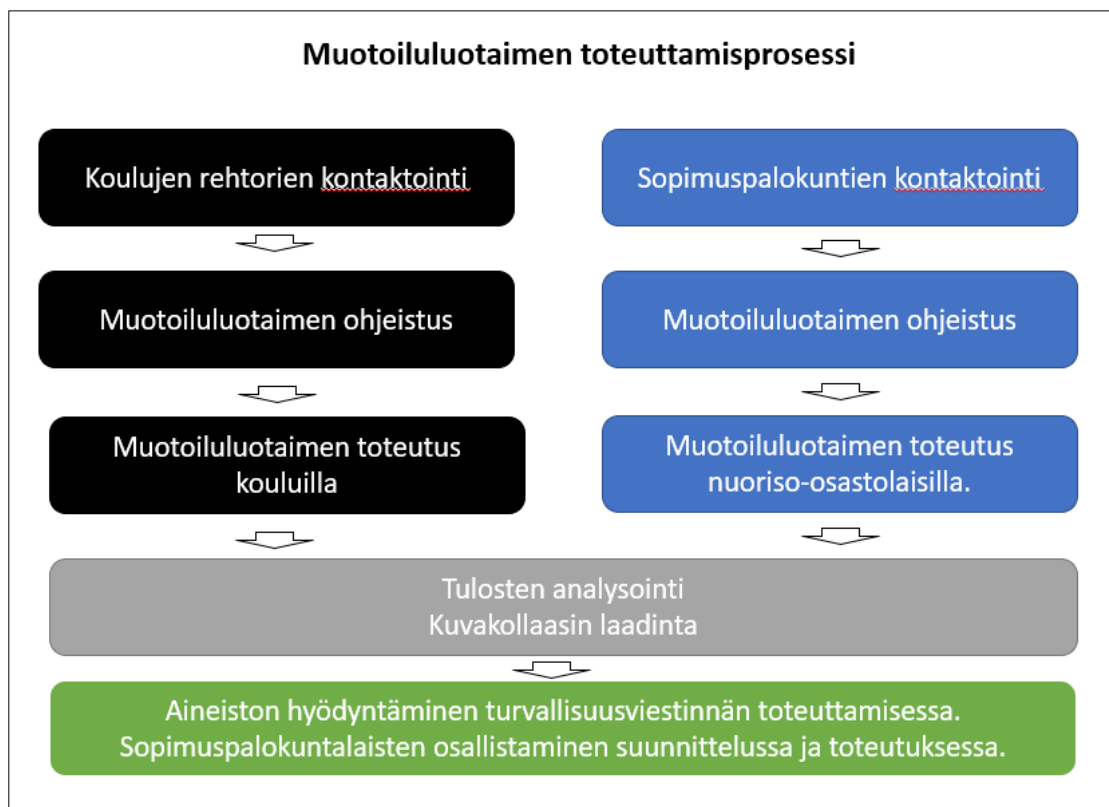 Muotoiluluotaimen toteuttamisprosessi
Koulujen rehtorien kontaktointi
Sopimuspalokuntien kontaktointi
Muotoiluluotaimen ohjeistus
Muotoiluluotaimen ohjeistus
Muotoiluluotaimen toteutus
kouluilla
Muotoiluluotaimen toteutus
nuoriso-osastolaisilla.
Tulosten analysointi
Kuvakollaasin laadinta
Aineiston hyödyntäminen turvallisuusviestinnän toteuttamisessa.
Sopimuspalokuntalaisten osallistaminen suunnittelussa ja toteutuksessa.